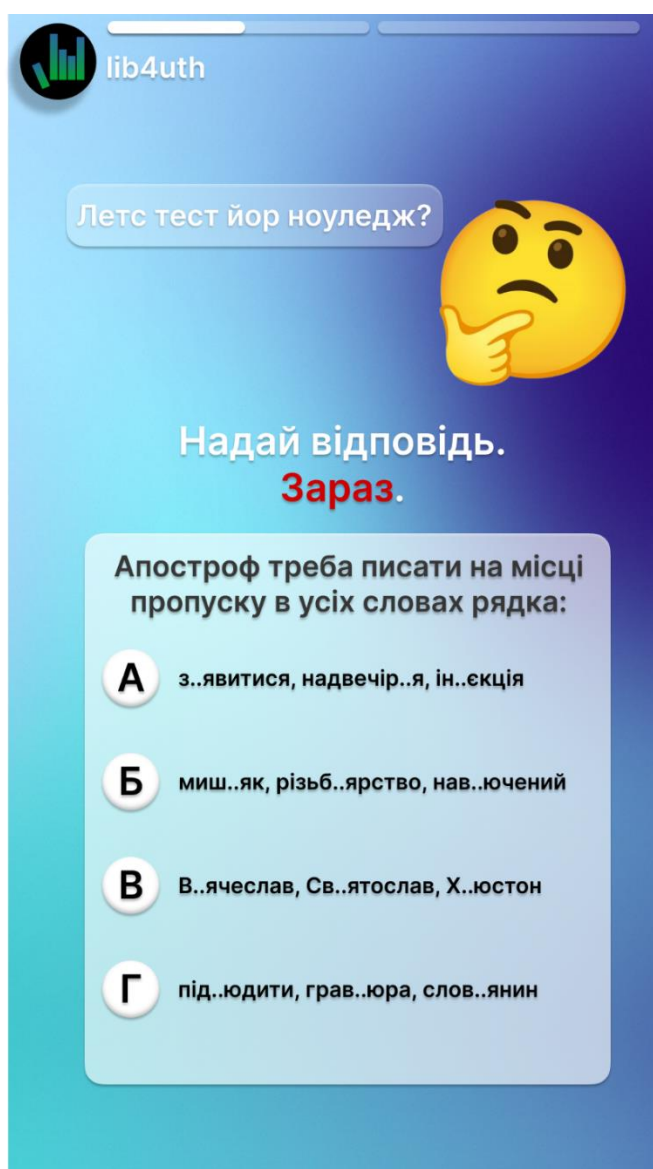 lib4uth
Летс тест йор ноуледж?
Надай відповідь.
Зараз.
Апостроф треба писати на місці
пропуску в усіх словах рядка:
А з..явитися, надвечір..я, ін..єкція
Б миш..як, різьб..ярство, нав..ючений
В В..ячеслав, Св..ятослав, Х..юстон
Г під..юдити, грав..юра, слов..янин